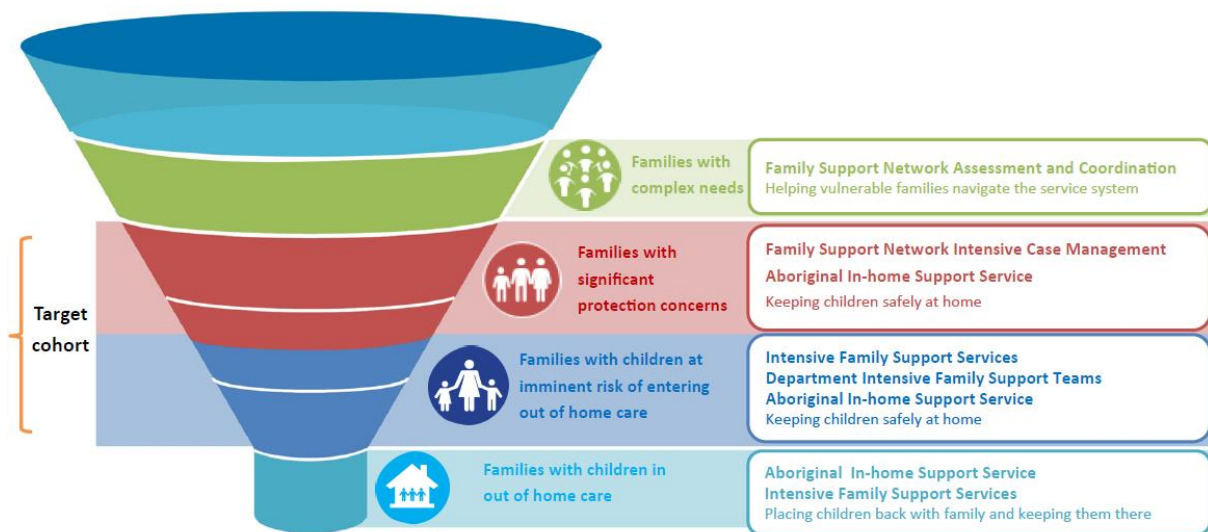 Families with
complex needs
Family Support Network Assessment and Coordination
Helping vulnerable families navigate the service system
Target
cohort
Families with
significant
protection concerns
Family Support Network Intensive Case Management
Aboriginal In-home Support Service
Keeping children safely at home
Families with children at
imminent risk of entering
out of home care
Intensive Family Support Services
Department Intensive Family Support Teams
Aboriginal In-home Support Service
Keeping children safely at home
Families with children in
out of home care
Aboriginal In-home Support Service
Intensive Family Support Services
Placing children back with family and keeping them there